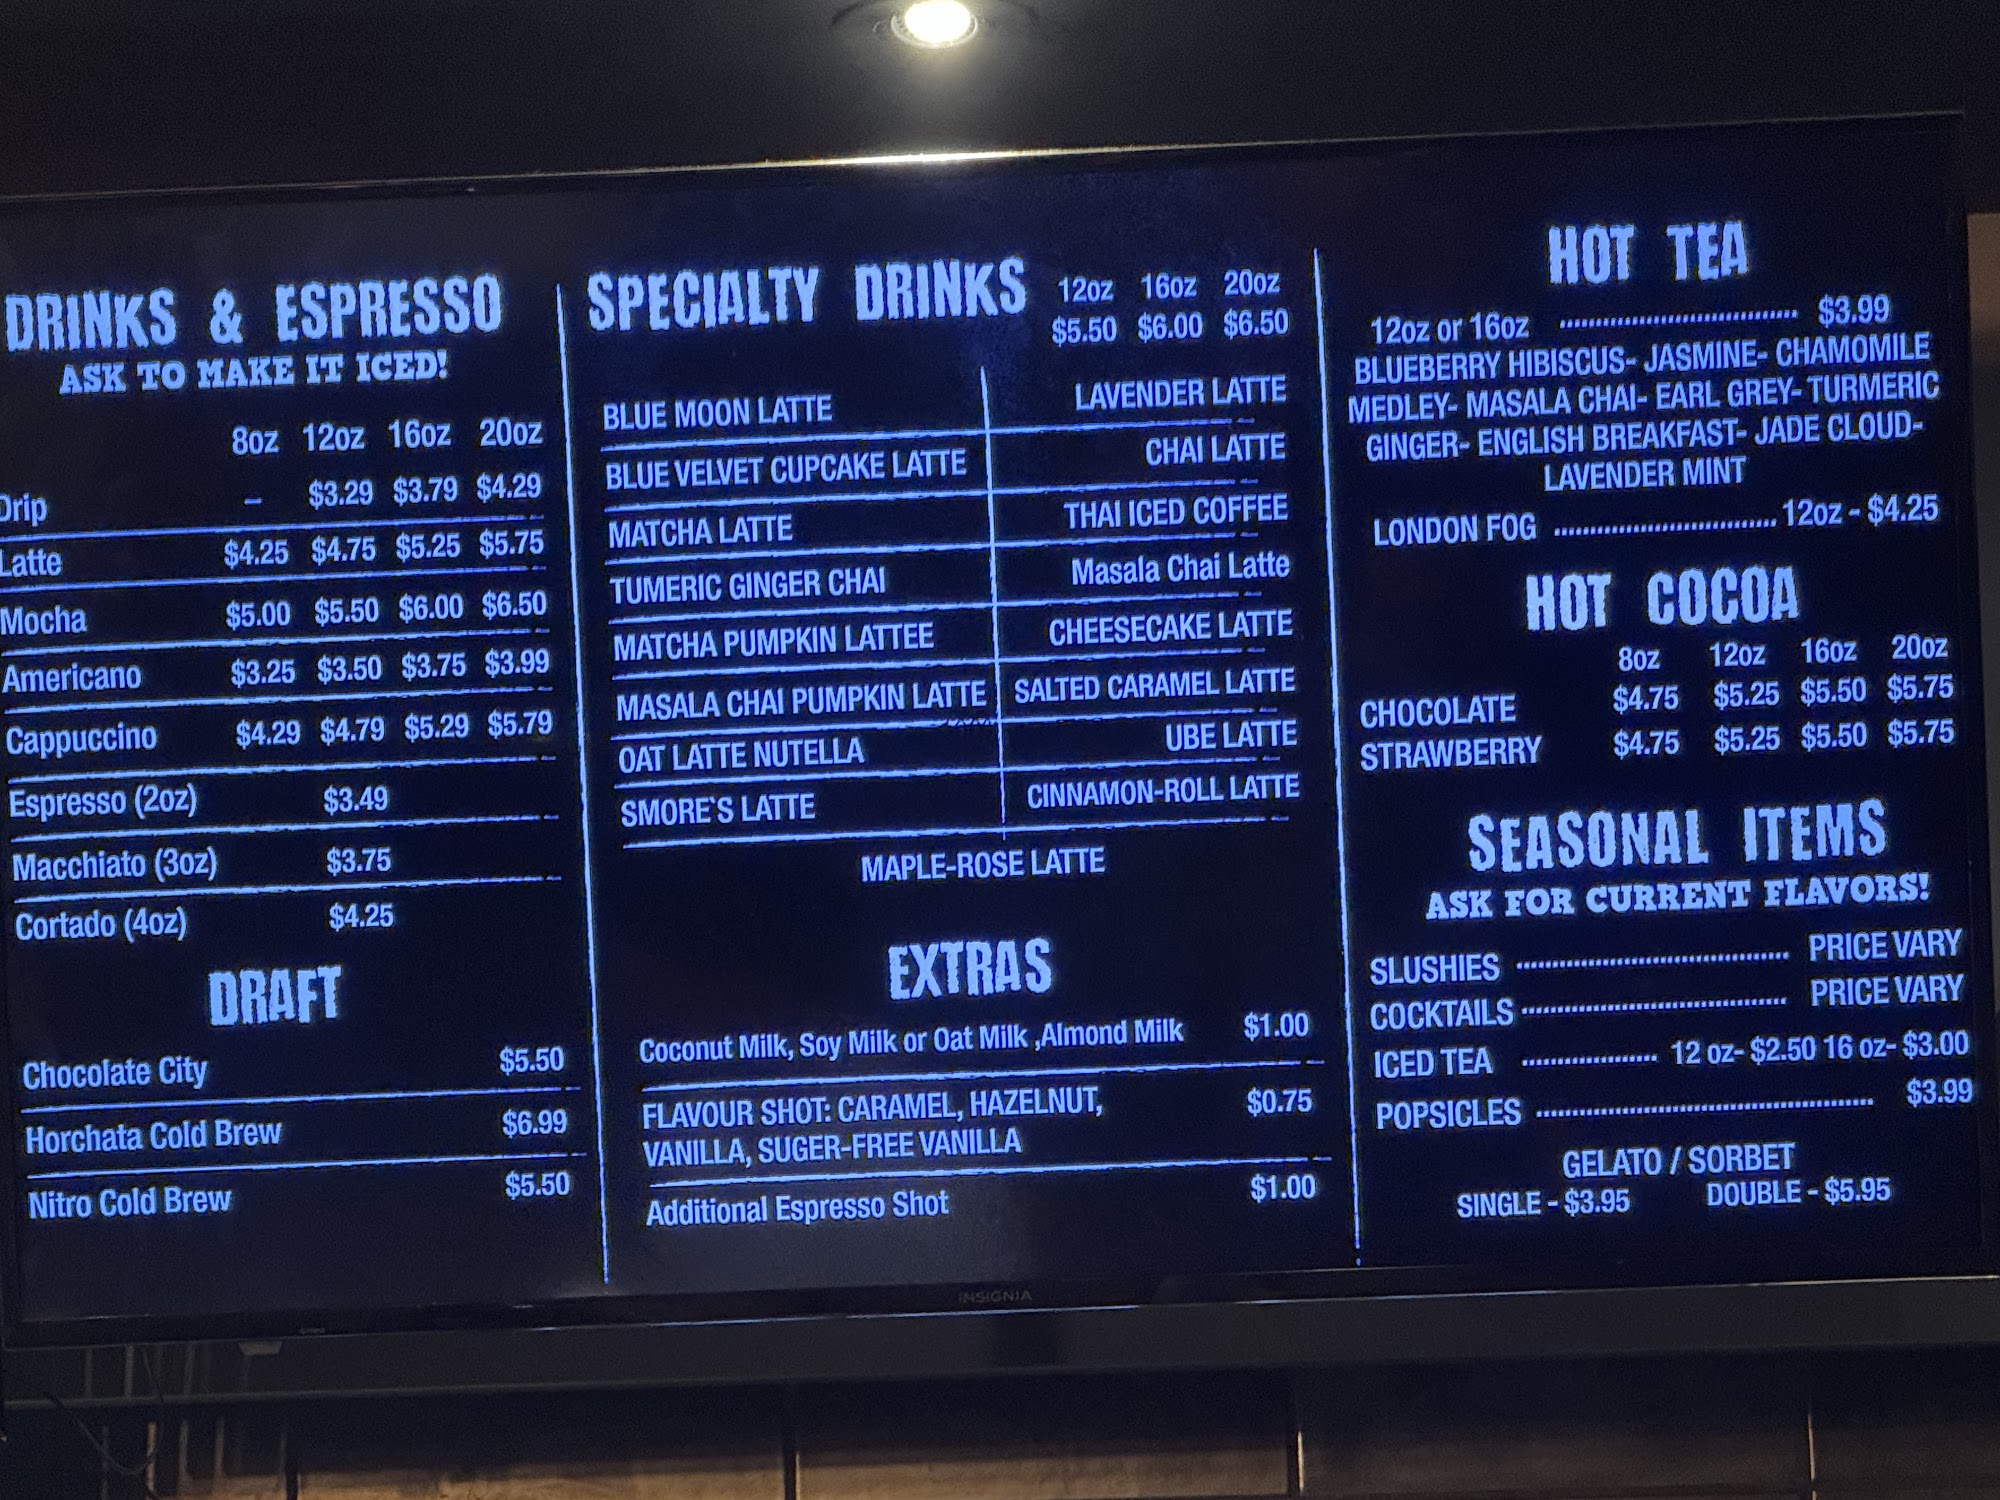 DRINKS & ESPRESSO
ASK TO MAKE IT ICED!
8oz 12oz 16oz 20oz
Drip – $3.29 $3.79 $4.29
Latte $4.25 $4.75 $5.25 $5.75
Mocha $5.00 $5.50 $6.00 $6.50
Americano $3.25 $3.50 $3.75 $3.99
Cappuccino $4.29 $4.79 $5.29 $5.79
Espresso (2oz) $3.49
Macchiato (3oz) $3.75
Cortado (4oz) $4.25
DRAFT
Chocolate City $5.50
Horchata Cold Brew $6.99
Nitro Cold Brew $5.50
SPECIALTY DRINKS
12oz 16oz 20oz
$5.50 $6.00 $6.50
BLUE MOON LATTE
BLUE VELVET CUPCAKE LATTE
MATCHA LATTE
TUMERIC GINGER CHAI
MATCHA PUMPKIN LATTEE
MASALA CHAI PUMPKIN LATTE
OAT LATTE NUTELLA
SMORE`S LATTE
LAVENDER LATTE
CHAI LATTE
THAI ICED COFFEE
Masala Chai Latte
CHEESECAKE LATTE
SALTED CARAMEL LATTE
UBE LATTE
CINNAMON-ROLL LATTE
MAPLE-ROSE LATTE
EXTRAS
Coconut Milk, Soy Milk or Oat Milk ,Almond Milk $1.00
FLAVOUR SHOT: CARAMEL, HAZELNUT, $0.75
VANILLA, SUGER-FREE VANILLA
Additional Espresso Shot $1.00
HOT TEA
12oz or 16oz ........................................ $3.99
BLUEBERRY HIBISCUS- JASMINE- CHAMOMILE
MEDLEY- MASALA CHAI- EARL GREY- TURMERIC
GINGER- ENGLISH BREAKFAST- JADE CLOUD-
LAVENDER MINT
LONDON FOG ..................................... 12oz - $4.25
HOT COCOA
8oz 12oz 16oz 20oz
CHOCOLATE $4.75 $5.25 $5.50 $5.75
STRAWBERRY $4.75 $5.25 $5.50 $5.75
SEASONAL ITEMS
ASK FOR CURRENT FLAVORS!
SLUSHIES ............................................. PRICE VARY
COCKTAILS ............................................ PRICE VARY
ICED TEA ...................... 12 oz- $2.50 16 oz- $3.00
POPSICLES ........................................................ $3.99
GELATO / SORBET
SINGLE - $3.95 DOUBLE - $5.95
INSIGNIA